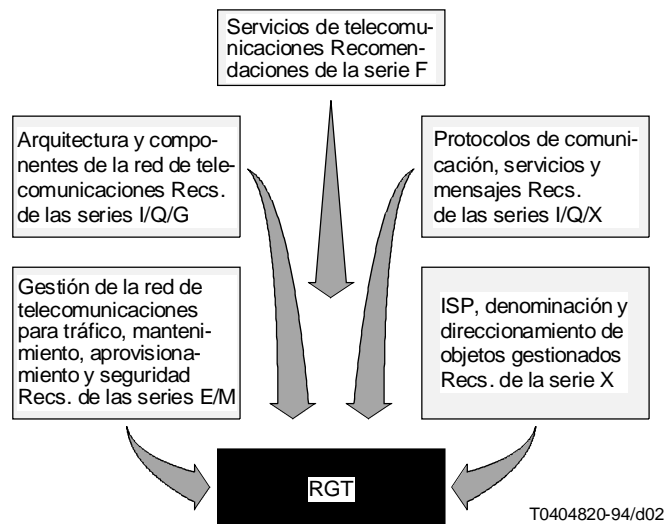 Servicios de telecomu-
nicaciones Recomen-
daciones de la serie F
Arquitectura y compo-
nentes de la red de tele-
comunicaciones Recs.
de las series I/Q/G
Protocolos de comuni-
cación, servicios y
mensajes Recs.
de las series I/Q/X
Gestión de la red de
telecomunicaciones
para tráfico, manteni-
miento, aprovisiona-
miento y seguridad
Recs. de las series E/M
ISP, denominación y
direccionamiento de
objetos gestionados
Recs. de la serie X
RGT
T0404820-94/d02